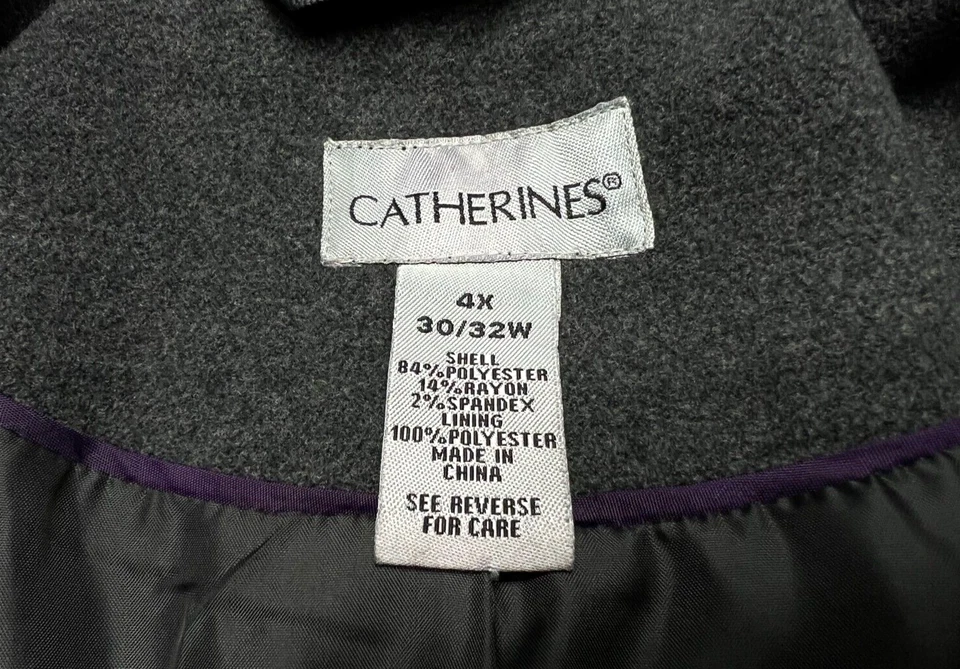 CATHERINES®
4X
30/32W
SHELL
84%POLYESTER
14%RAYON
2%SPANDEX
LINING
100%POLYESTER
MADE IN
CHINA
SEE REVERSE
FOR CARE